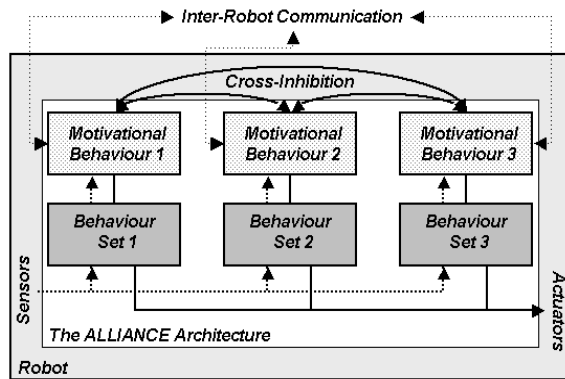 Inter-Robot Communication
Cross-Inhibition
Motivational
Behaviour 1
Motivational
Behaviour 2
Motivational
Behaviour 3
Behaviour
Set 1
Behaviour
Set 2
Behaviour
Set 3
Sensors
Actuators
The ALLIANCE Architecture
Robot